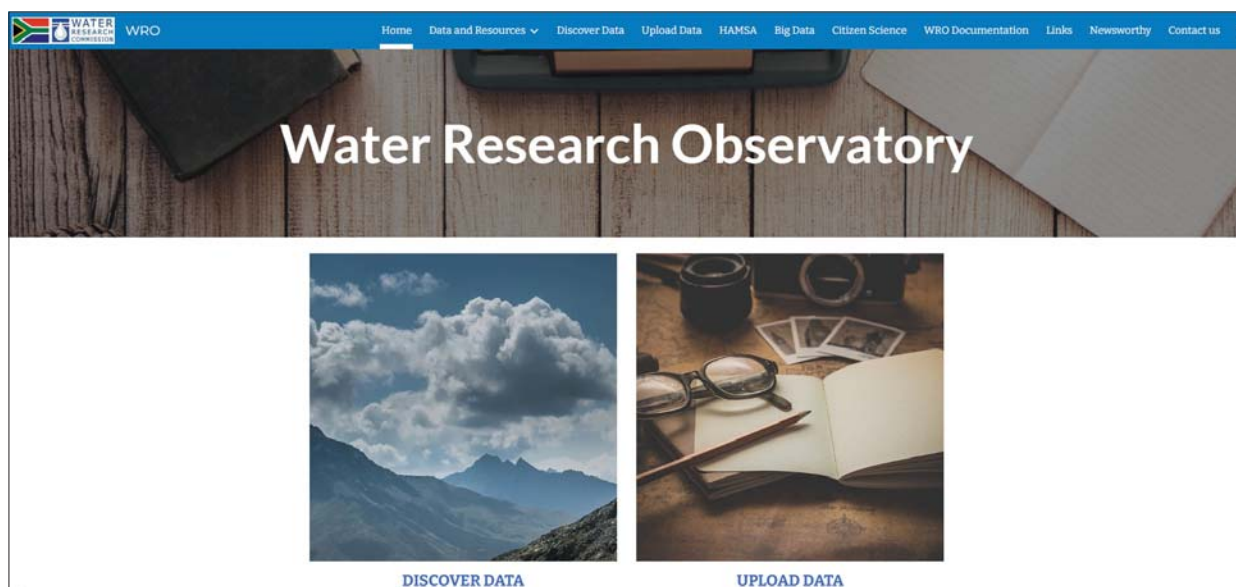 WATER
RESEARCH
COMMISSION
WRO
Home Data and Resources Discover Data Upload Data HAMSA Big Data Citizen Science WRO Documentation Links Newsworthy Contact us
Water Research Observatory
DISCOVER DATA UPLOAD DATA